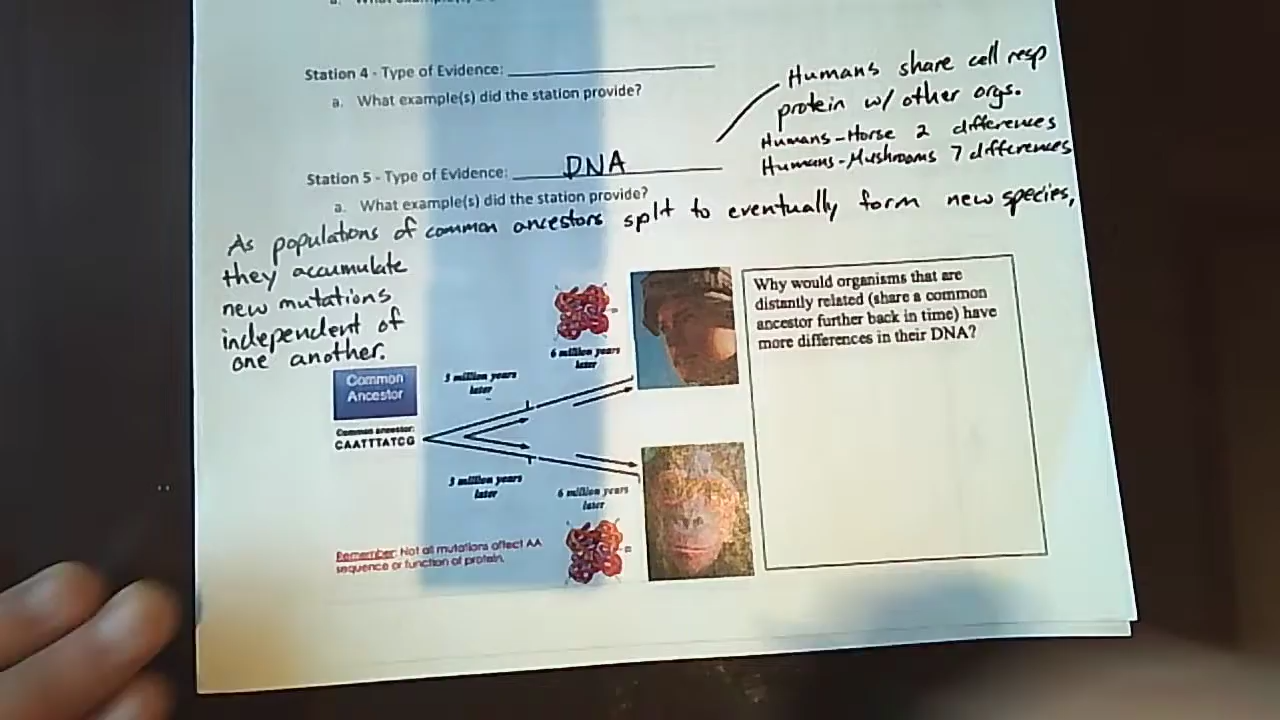 Station 4 - Type of Evidence:
a. What example(s) did the station provide?
Humans share cell resp
protein w/ other orgs.
Humans-Horse 2 differences
Humans-Mushrooms 7 differences
Station 5 - Type of Evidence: DNA
a. What example(s) did the station provide?
As populations of common ancestors split to eventually form new species,
they accumulate
new mutations
independent of
one another.
Common
Ancestor
Common ancestor:
CAATTTATCG
3 million years
later
6 million years
later
3 million years
later
6 million years
later
Remember: Not all mutations affect AA
sequence or function of protein.
Why would organisms that are
distantly related (share a common
ancestor further back in time) have
more differences in their DNA?